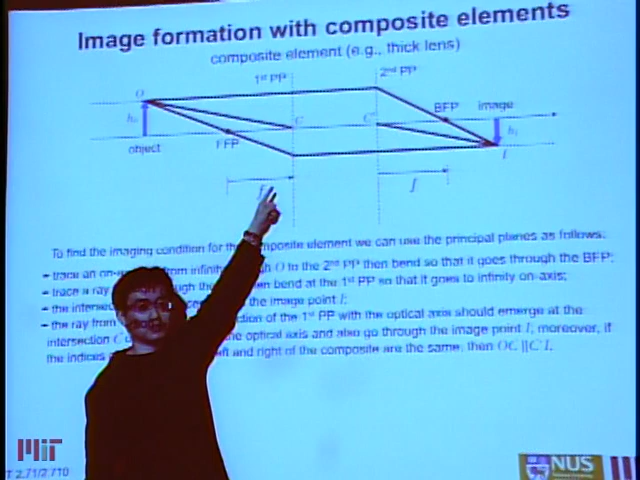 Image formation with composite elements
composite element (e.g., thick lens)
1st PP
2nd PP
O
BFP
image
hₒ
C
C'
hᵢ
object
FFP
I
f
f
To find the imaging condition for the composite element we can use the principal planes as follows:
– trace an on- from infinity O to the 2nd PP then bend so that it goes through the BFP;
– trace a ray through the bend at the 1st PP so that it goes to infinity on-axis;
– the the image point I;
– the ray from of the 1st PP with the optical axis should emerge at the
intersection C the optical axis and also go through the image point I; moreover, if
the indices left and right of the composite are the same, then OC||C'I.
MIT
T 2.71/2.710
NUS